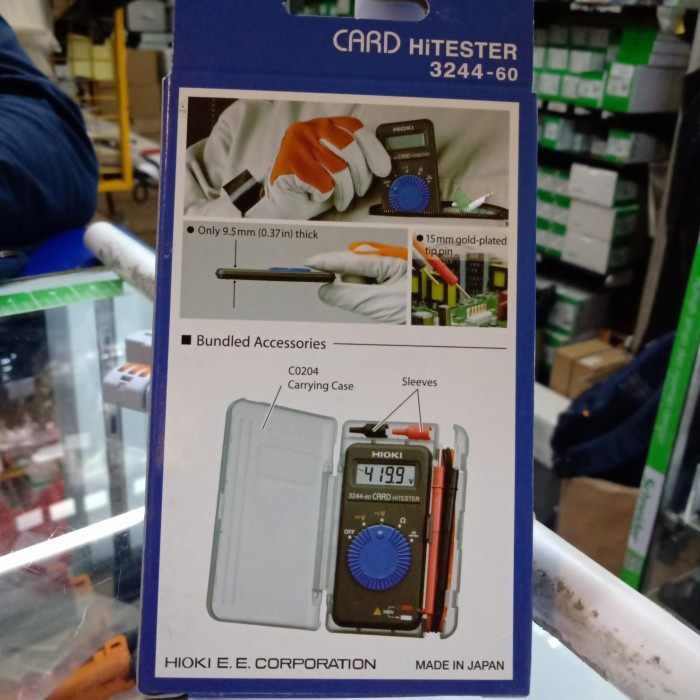 CARD HiTESTER
3244-60
HIOKI
● Only 9.5mm (0.37in) thick
● 15mm gold-plated
tip pin
■ Bundled Accessories
C0204
Carrying Case
Sleeves
HIOKI
~419.9 V
3244-60 CARD HiTESTER
OFF
HIOKI E.E. CORPORATION
MADE IN JAPAN
Schneider